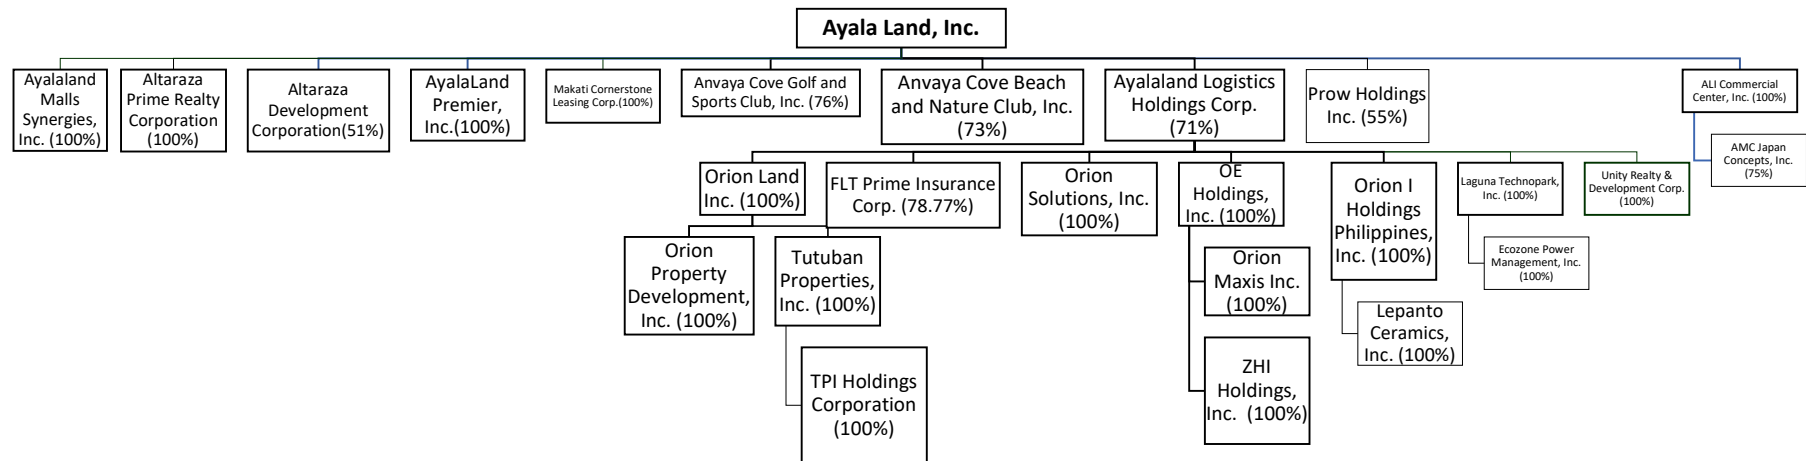 Ayala Land, Inc.
Ayalaland
Malls
Synergies,
Inc. (100%)
Altaraza
Prime Realty
Corporation
(100%)
Altaraza
Development
Corporation(51%)
AyalaLand
Premier,
Inc.(100%)
Makati Cornerstone
Leasing Corp.(100%)
Anvaya Cove Golf and
Sports Club, Inc. (76%)
Anvaya Cove Beach
and Nature Club, Inc.
(73%)
Ayalaland Logistics
Holdings Corp.
(71%)
Prow Holdings
Inc. (55%)
ALI Commercial
Center, Inc. (100%)
AMC Japan
Concepts, Inc.
(75%)
Orion Land
Inc. (100%)
FLT Prime Insurance
Corp. (78.77%)
Orion
Solutions, Inc.
(100%)
OE
Holdings,
Inc. (100%)
Orion I
Holdings
Philippines,
Inc. (100%)
Laguna Technopark,
Inc. (100%)
Unity Realty &
Development Corp.
(100%)
Orion
Property
Development,
Inc. (100%)
Tutuban
Properties,
Inc. (100%)
Orion
Maxis Inc.
(100%)
Ecozone Power
Management, Inc.
(100%)
Lepanto
Ceramics,
Inc. (100%)
TPI Holdings
Corporation
(100%)
ZHI
Holdings,
Inc.  (100%)